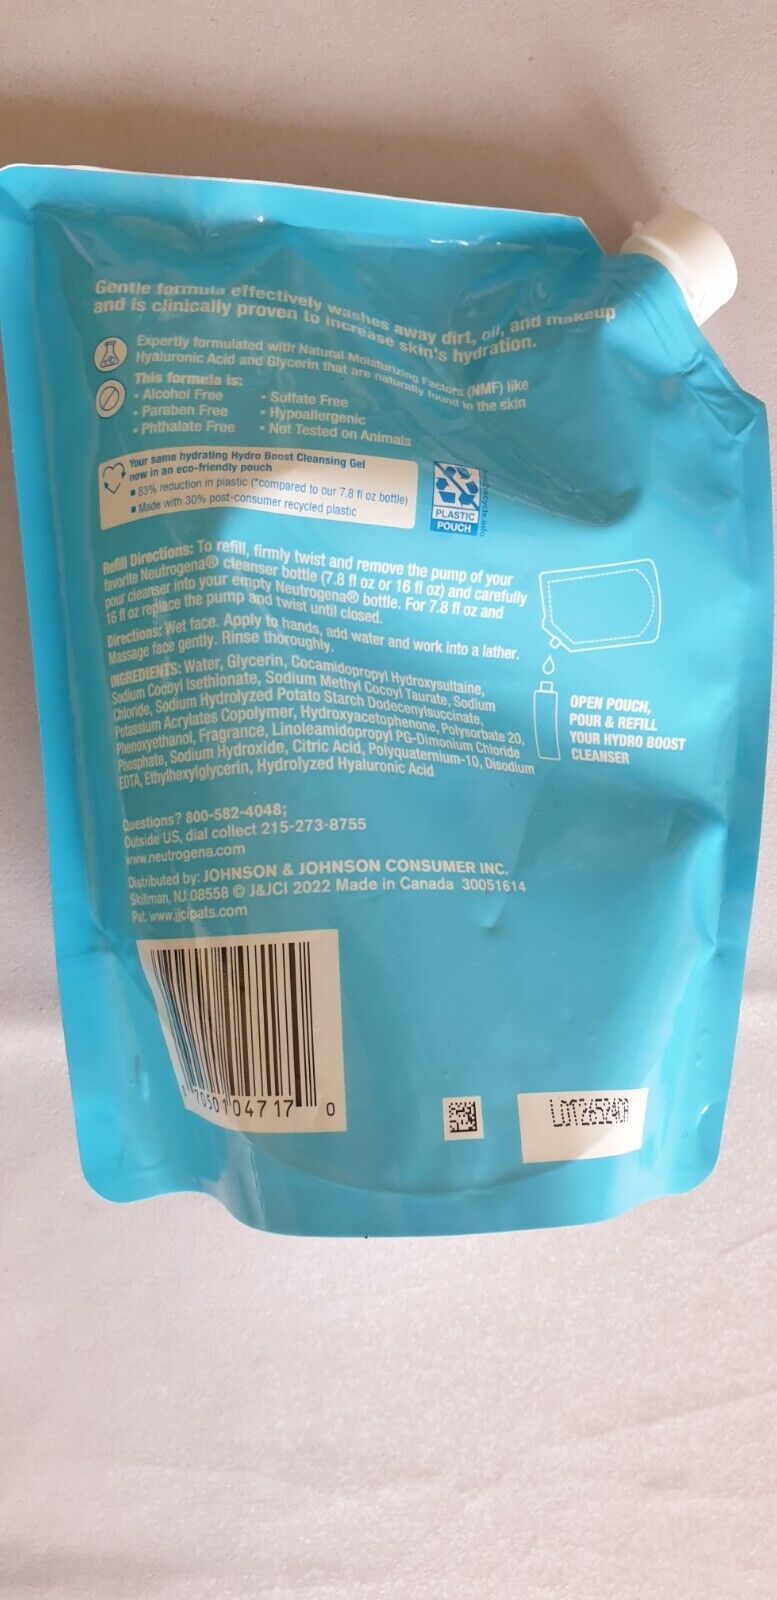 Gentle formula effectively washes away dirt, oil, and makeup
and is clinically proven to increase skin's hydration.
Expertly formulated with Natural Moisturizing Factors (NMF) like
Hyaluronic Acid and Glycerin that are naturally found in the skin
This formula is:
• Alcohol Free
• Paraben Free
• Phthalate Free
• Sulfate Free
• Hypoallergenic
• Not Tested on Animals
Your same hydrating Hydro Boost Cleansing Gel
now in an eco-friendly pouch
■ 83% reduction in plastic (*compared to our 7.8 fl oz bottle)
■ Made with 30% post-consumer recycled plastic
PLASTIC
POUCH
Refill Directions: To refill, firmly twist and remove the pump of your
favorite Neutrogena® cleanser bottle (7.8 fl oz or 16 fl oz) and carefully
pour cleanser into your empty Neutrogena® bottle. For 7.8 fl oz and
16 fl oz replace the pump and twist until closed.
Directions: Wet face. Apply to hands, add water and work into a lather.
Massage face gently. Rinse thoroughly.
INGREDIENTS: Water, Glycerin, Cocamidopropyl Hydroxysultaine,
Sodium Cocoyl Isethionate, Sodium Methyl Cocoyl Taurate, Sodium
Chloride, Sodium Hydrolyzed Potato Starch Dodecenylsuccinate,
Potassium Acrylates Copolymer, Hydroxyacetophenone, Polysorbate 20,
Phenoxyethanol, Fragrance, Linoleamidopropyl PG-Dimonium Chloride
Phosphate, Sodium Hydroxide, Citric Acid, Polyquaternium-10, Disodium
EDTA, Ethylhexylglycerin, Hydrolyzed Hyaluronic Acid
OPEN POUCH,
POUR & REFILL
YOUR HYDRO BOOST
CLEANSER
Questions? 800-582-4048;
Outside US, dial collect 215-273-8755
www.neutrogena.com
Distributed by: JOHNSON & JOHNSON CONSUMER INC.
Skillman, NJ 08558 © J&JCI 2022 Made in Canada 30051614
Pat. www.jjcipats.com
0 70501 04717 0